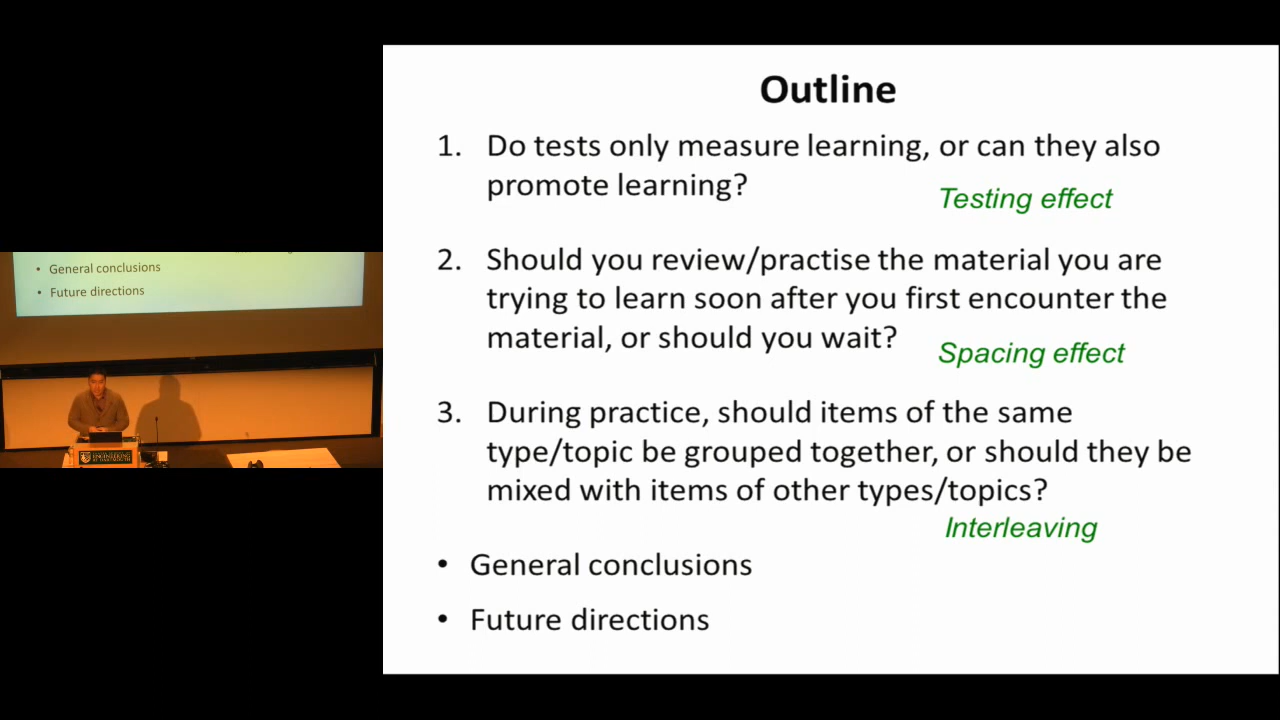 Outline
1. Do tests only measure learning, or can they also
promote learning?
Testing effect
2. Should you review/practise the material you are
trying to learn soon after you first encounter the
material, or should you wait?
Spacing effect
3. During practice, should items of the same
type/topic be grouped together, or should they be
mixed with items of other types/topics?
Interleaving
• General conclusions
• Future directions
• General conclusions
• Future directions
ENGINEERING
AT DARTMOUTH